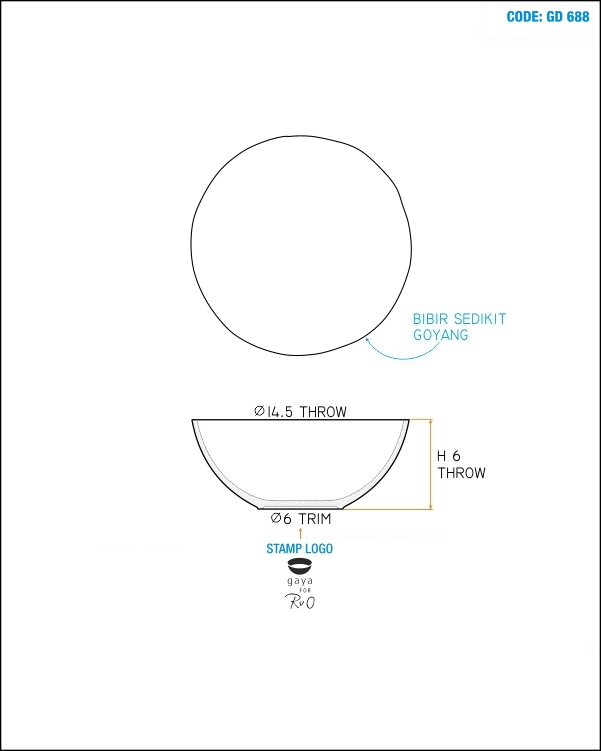 CODE: GD 688
BIBIR SEDIKIT
GOYANG
Ø14.5 THROW
H 6
THROW
Ø6 TRIM
STAMP LOGO
gaya
FOR
RvO